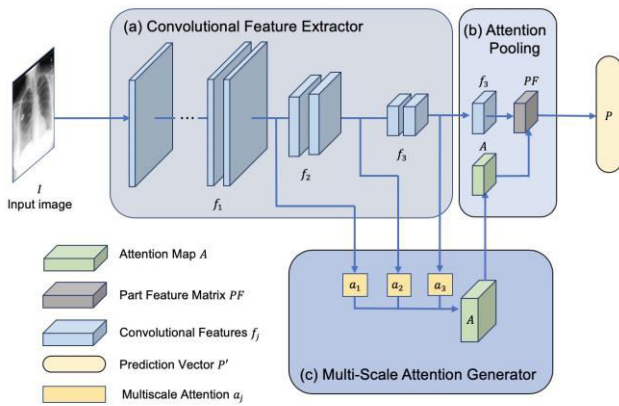 (a) Convolutional Feature Extractor
(b) Attention
Pooling
f₃
PF
A
P
I
Input image
f₁
f₂
f₃
Attention Map A
Part Feature Matrix PF
Convolutional Features fⱼ
Prediction Vector P'
Multiscale Attention aⱼ
a₁
a₂
a₃
A
(c) Multi-Scale Attention Generator